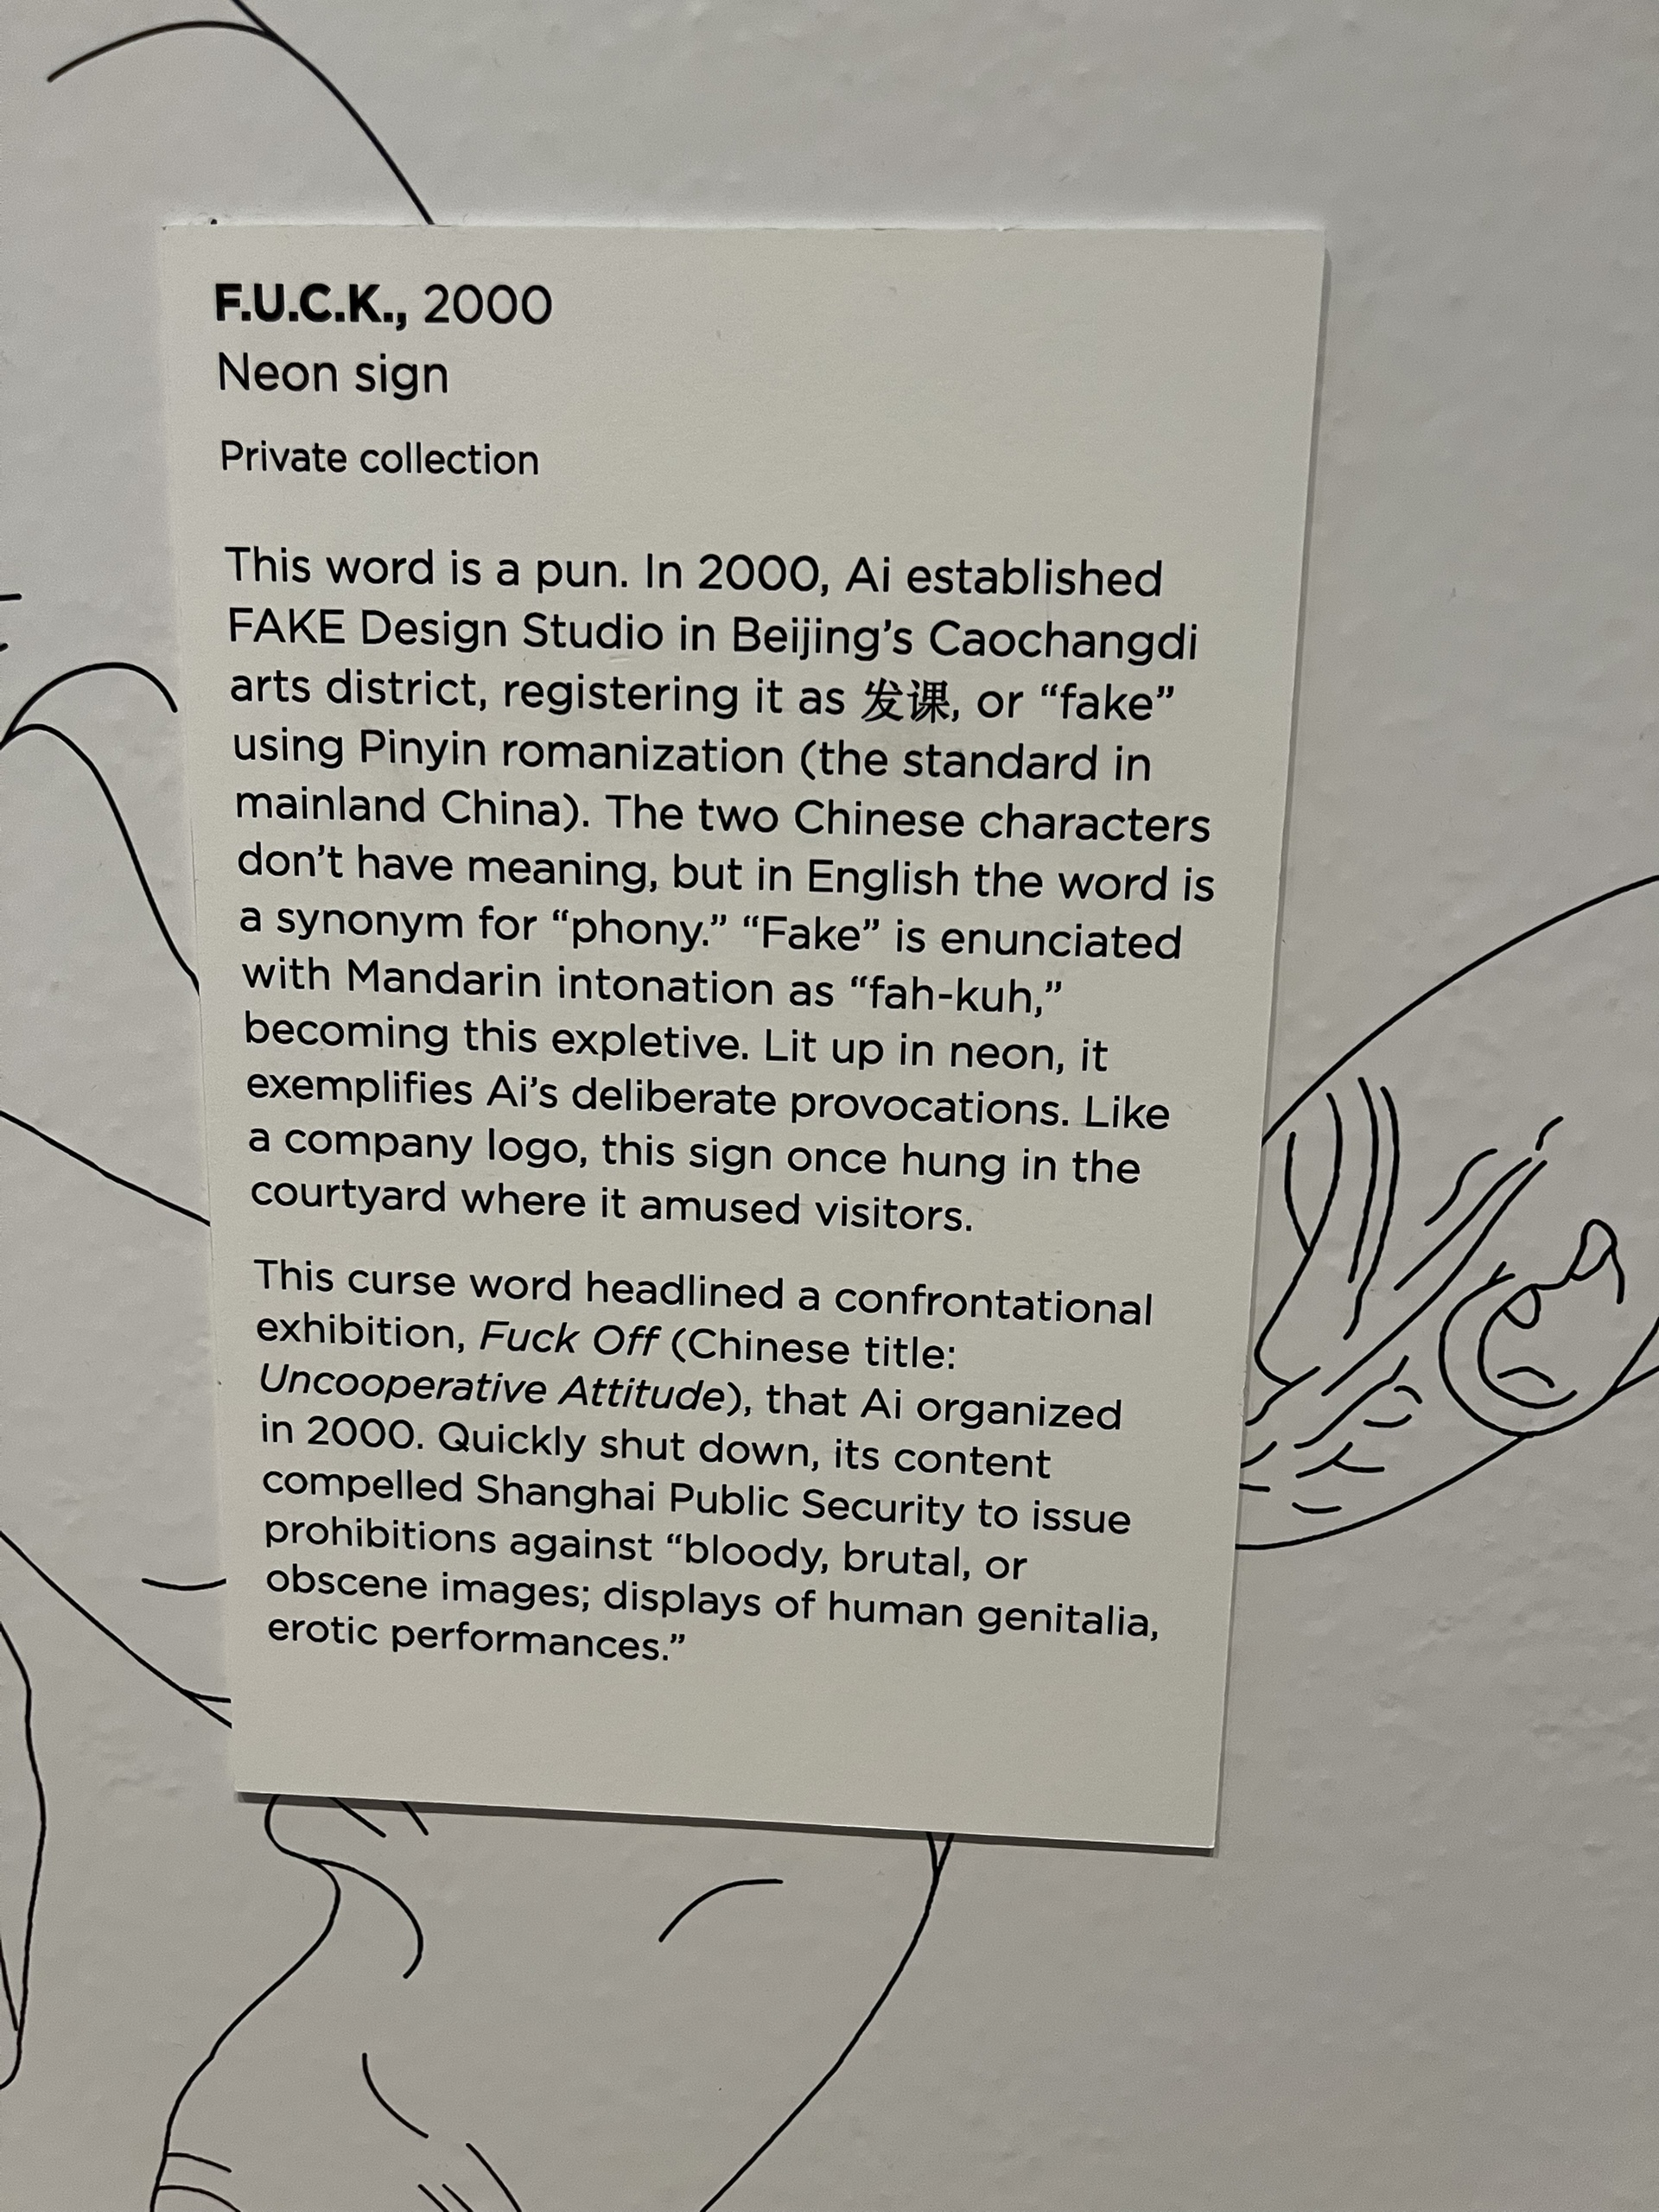 F.U.C.K., 2000
Neon sign
Private collection
This word is a pun. In 2000, Ai established
FAKE Design Studio in Beijing’s Caochangdi
arts district, registering it as 发课, or “fake”
using Pinyin romanization (the standard in
mainland China). The two Chinese characters
don’t have meaning, but in English the word is
a synonym for “phony.” “Fake” is enunciated
with Mandarin intonation as “fah-kuh,”
becoming this expletive. Lit up in neon, it
exemplifies Ai’s deliberate provocations. Like
a company logo, this sign once hung in the
courtyard where it amused visitors.
This curse word headlined a confrontational
exhibition, Fuck Off (Chinese title:
Uncooperative Attitude), that Ai organized
in 2000. Quickly shut down, its content
compelled Shanghai Public Security to issue
prohibitions against “bloody, brutal, or
obscene images; displays of human genitalia,
erotic performances.”